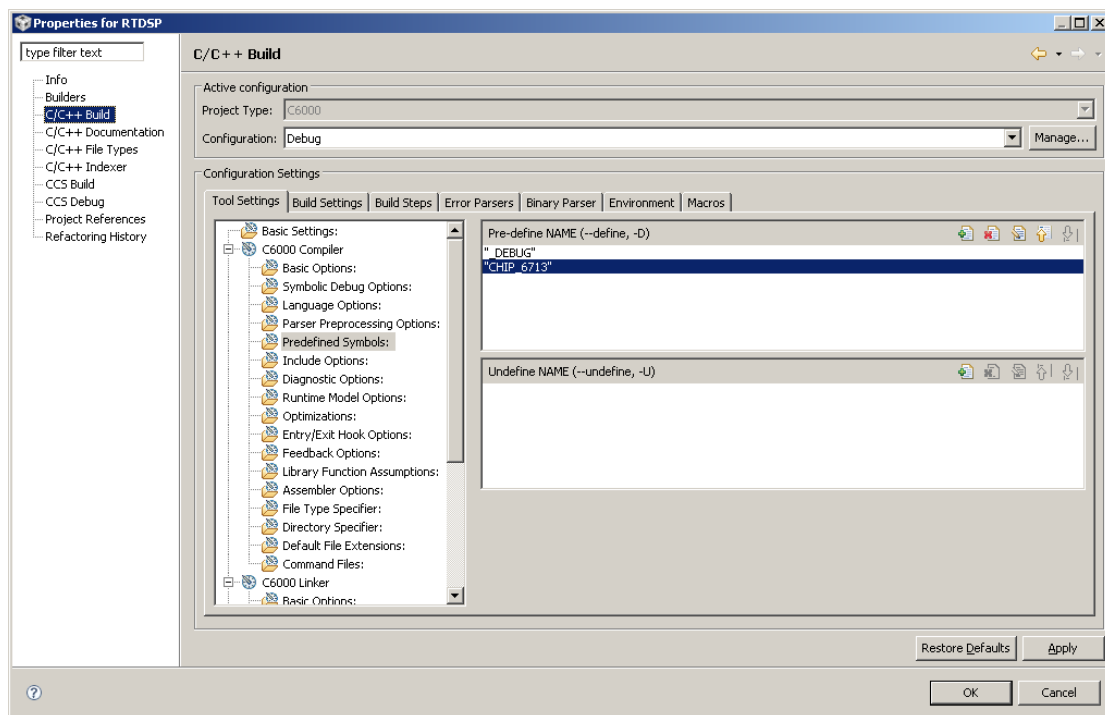 Properties for RTDSP
type filter text
Info
Builders
C/C++ Build
C/C++ Documentation
C/C++ File Types
C/C++ Indexer
CCS Build
CCS Debug
Project References
Refactoring History
C/C++ Build
Active configuration
Project Type: C6000
Configuration: Debug
Manage...
Configuration Settings
Tool Settings Build Settings Build Steps Error Parsers Binary Parser Environment Macros
Basic Settings:
C6000 Compiler
Basic Options:
Symbolic Debug Options:
Language Options:
Parser Preprocessing Options:
Predefined Symbols:
Include Options:
Diagnostic Options:
Runtime Model Options:
Optimizations:
Entry/Exit Hook Options:
Feedback Options:
Library Function Assumptions:
Assembler Options:
File Type Specifier:
Directory Specifier:
Default File Extensions:
Command Files:
C6000 Linker
Basic Options:
Pre-define NAME (--define, -D)
"_DEBUG"
"CHIP_6713"
Undefine NAME (--undefine, -U)
Restore Defaults
Apply
OK
Cancel